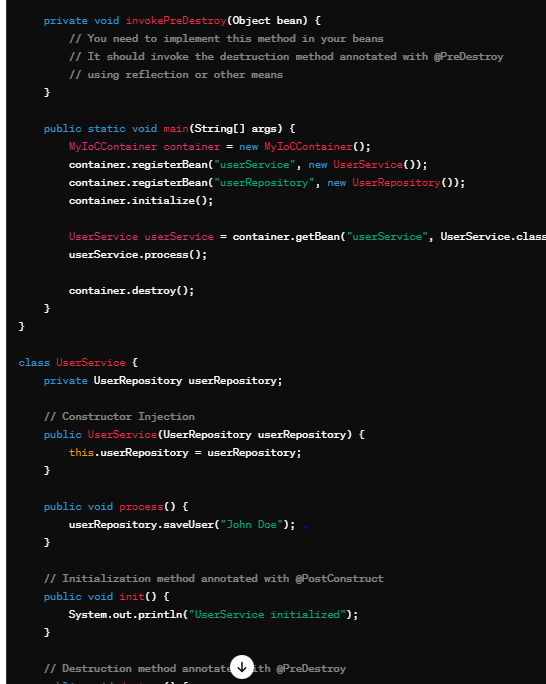 private void invokePreDestroy(Object bean) {
// You need to implement this method in your beans
// It should invoke the destruction method annotated with @PreDestroy
// using reflection or other means
}
public static void main(String[] args) {
MyIoCContainer container = new MyIoCContainer();
container.registerBean("userService", new UserService());
container.registerBean("userRepository", new UserRepository());
container.initialize();
UserService userService = container.getBean("userService", UserService.class
userService.process();
container.destroy();
}
}
class UserService {
private UserRepository userRepository;
// Constructor Injection
public UserService(UserRepository userRepository) {
this.userRepository = userRepository;
}
public void process() {
userRepository.saveUser("John Doe");
}
// Initialization method annotated with @PostConstruct
public void init() {
System.out.println("UserService initialized");
}
// Destruction method with @PreDestroy